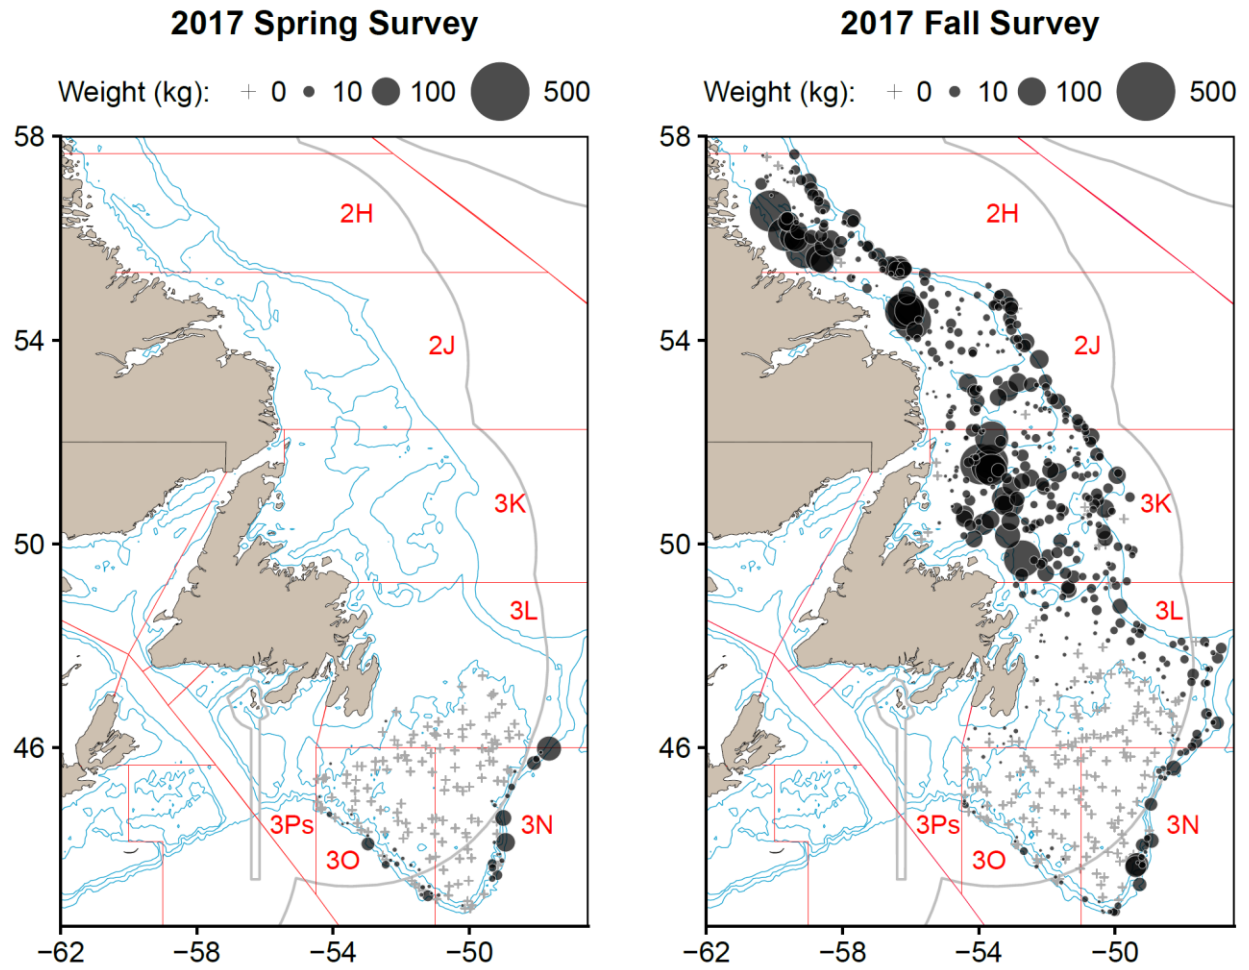 2017 Spring Survey
Weight (kg): + 0 10 100 500
58
54
50
46
−62 −58 −54 −50
2H
2J
3K
3L
3N
3O
3Ps
2017 Fall Survey
Weight (kg): + 0 10 100 500
58
54
50
46
−62 −58 −54 −50
2H
2J
3K
3L
3N
3O
3Ps